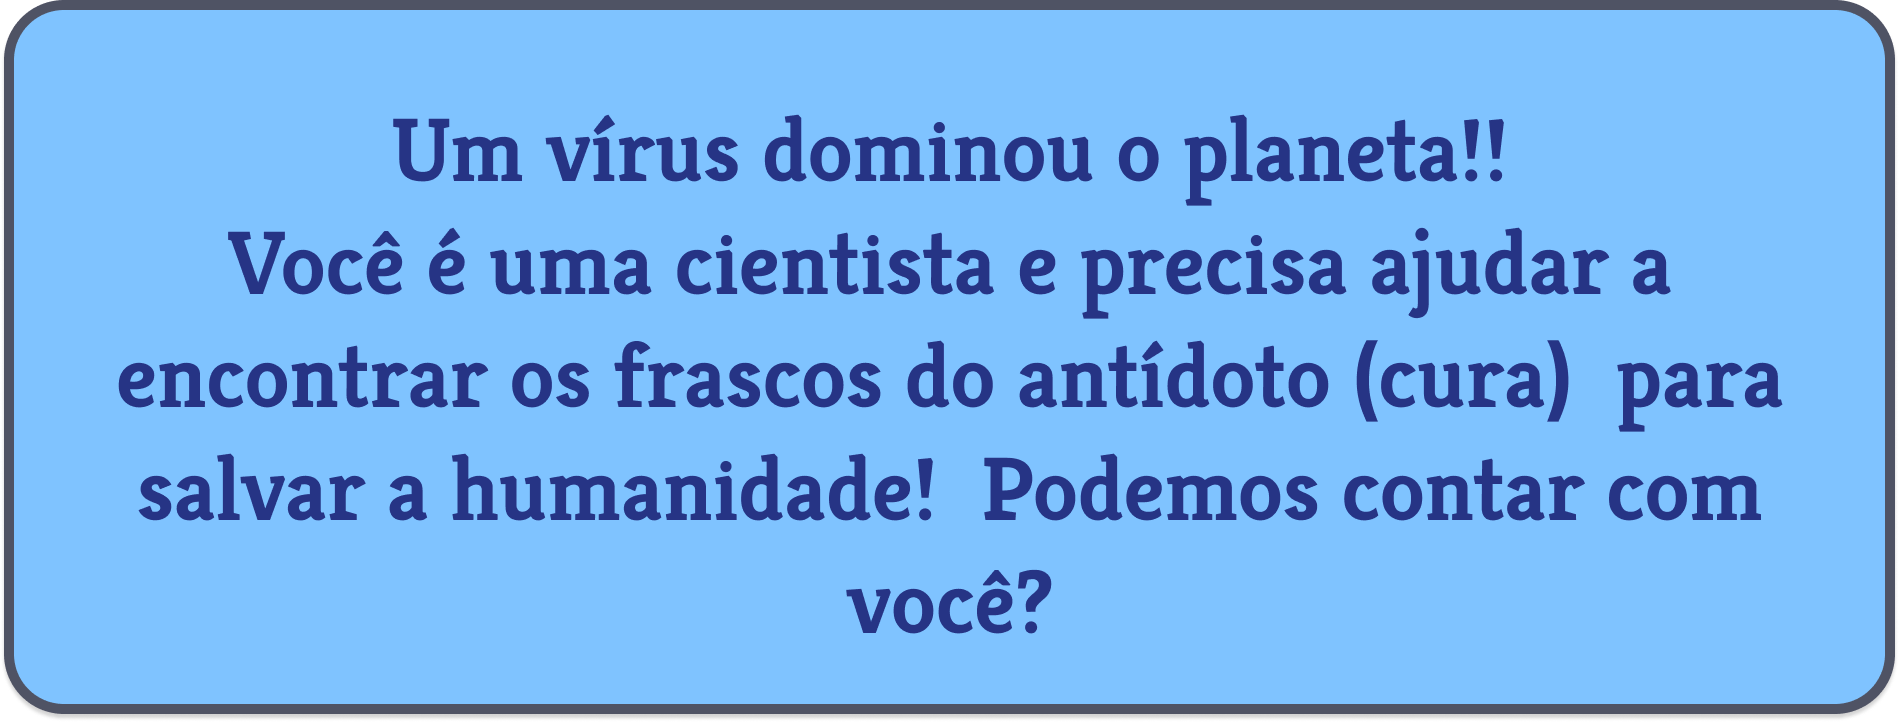 Um vírus dominou o planeta!!
Você é uma cientista e precisa ajudar a
encontrar os frascos do antídoto (cura)  para
salvar a humanidade!  Podemos contar com
você?